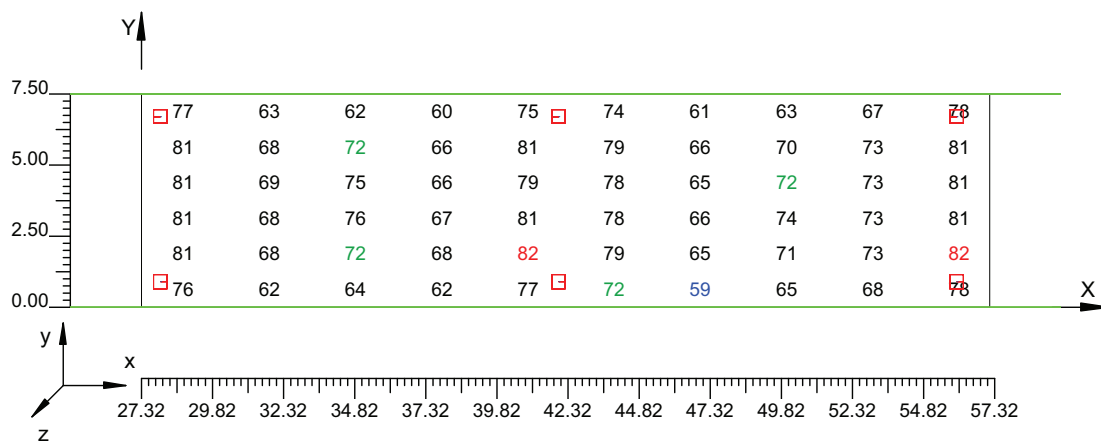 Y
7.50
77 63 62 60 75 74 61 63 67 78
81 68 72 66 81 79 66 70 73 81
5.00
81 69 75 66 79 78 65 72 73 81
81 68 76 67 81 78 66 74 73 81
2.50
81 68 72 68 82 79 65 71 73 82
76 62 64 62 77 72 59 65 68 78
X
0.00
y
x
27.32 29.82 32.32 34.82 37.32 39.82 42.32 44.82 47.32 49.82 52.32 54.82 57.32
z